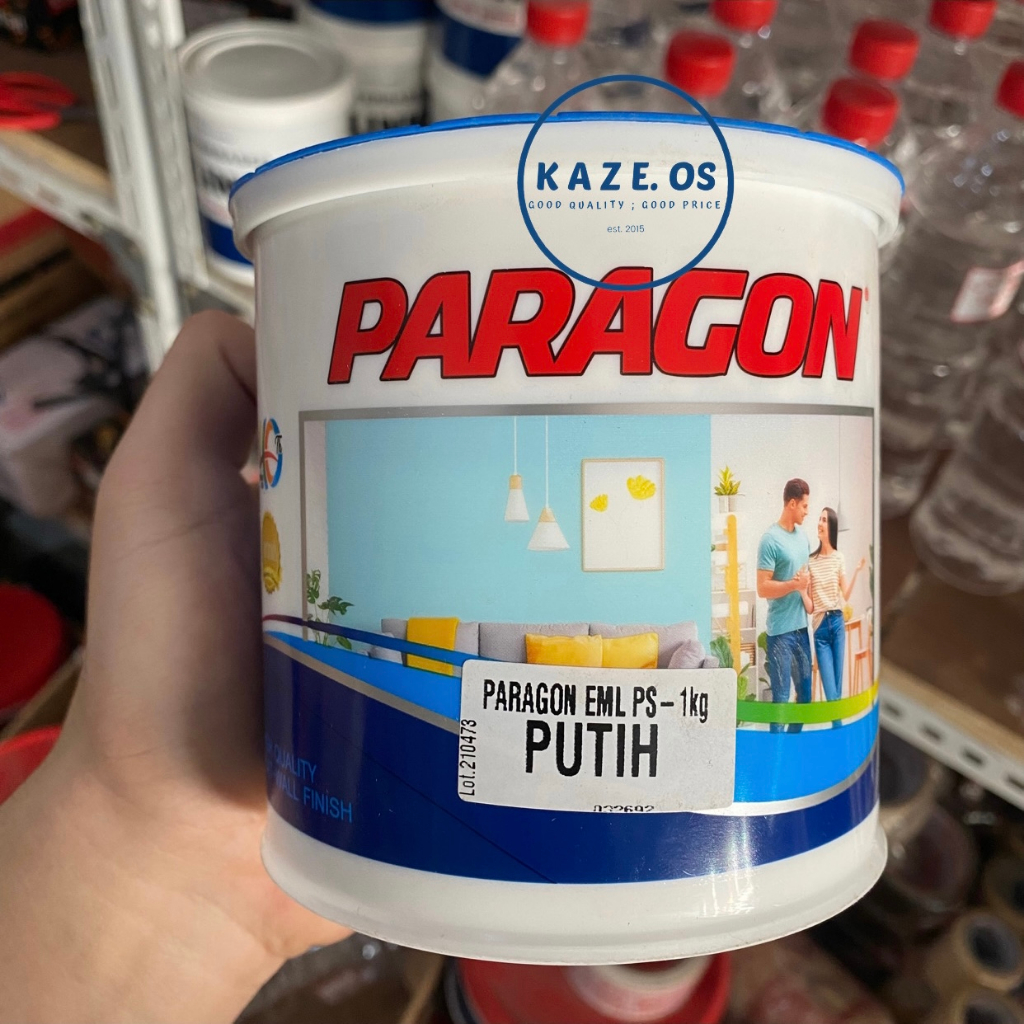 KAZE.OS
GOOD QUALITY ; GOOD PRICE
est. 2015
PARAGON
PARAGON EML PS-1kg
PUTIH
Lot.210473
032692
QUALITY
WALL FINISH